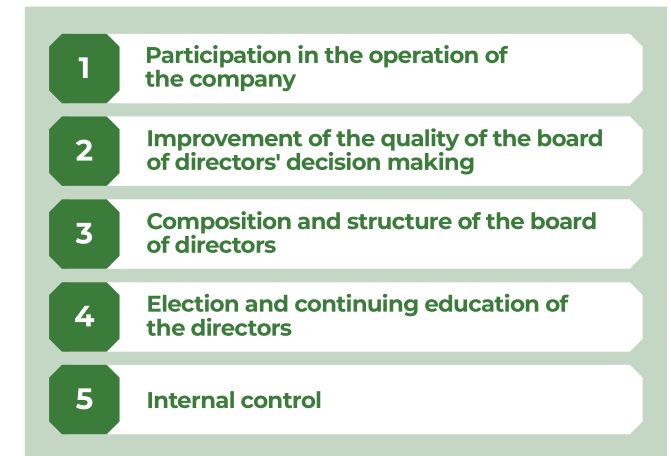 1
Participation in the operation of
the company
2
Improvement of the quality of the board
of directors' decision making
3
Composition and structure of the board
of directors
4
Election and continuing education of
the directors
5
Internal control